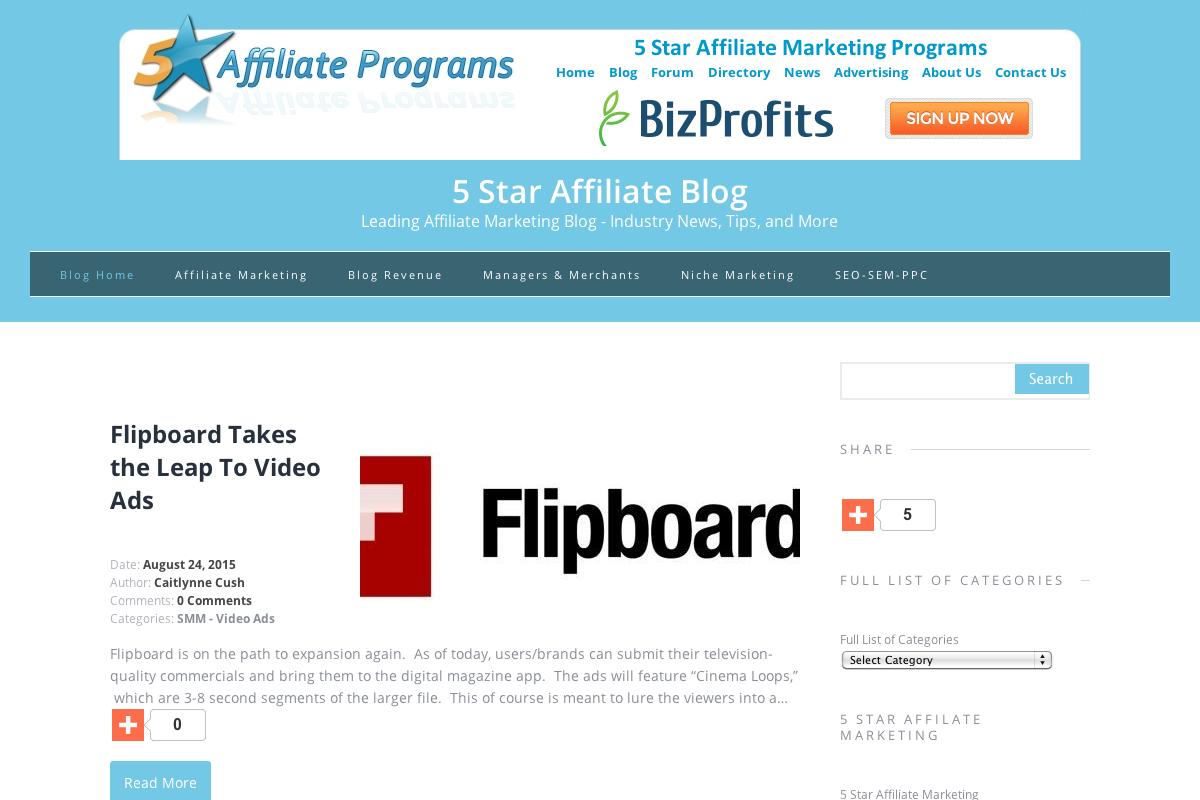 5 Affiliate Programs
5 Star Affiliate Marketing Programs
Home Blog Forum Directory News Advertising About Us Contact Us
BizProfits
SIGN UP NOW
5 Star Affiliate Blog
Leading Affiliate Marketing Blog - Industry News, Tips, and More
Blog Home Affiliate Marketing Blog Revenue Managers & Merchants Niche Marketing SEO-SEM-PPC
Flipboard Takes
the Leap To Video
Ads
Flipboard
Date: August 24, 2015
Author: Caitlynne Cush
Comments: 0 Comments
Categories: SMM - Video Ads
Flipboard is on the path to expansion again.  As of today, users/brands can submit their television-
quality commercials and bring them to the digital magazine app.  The ads will feature “Cinema Loops,”
which are 3-8 second segments of the larger file.  This of course is meant to lure the viewers into a…
0
Read More
Search
SHARE
5
FULL LIST OF CATEGORIES
Full List of Categories
Select Category
5 STAR AFFILATE
MARKETING
5 Star Affiliate Marketing